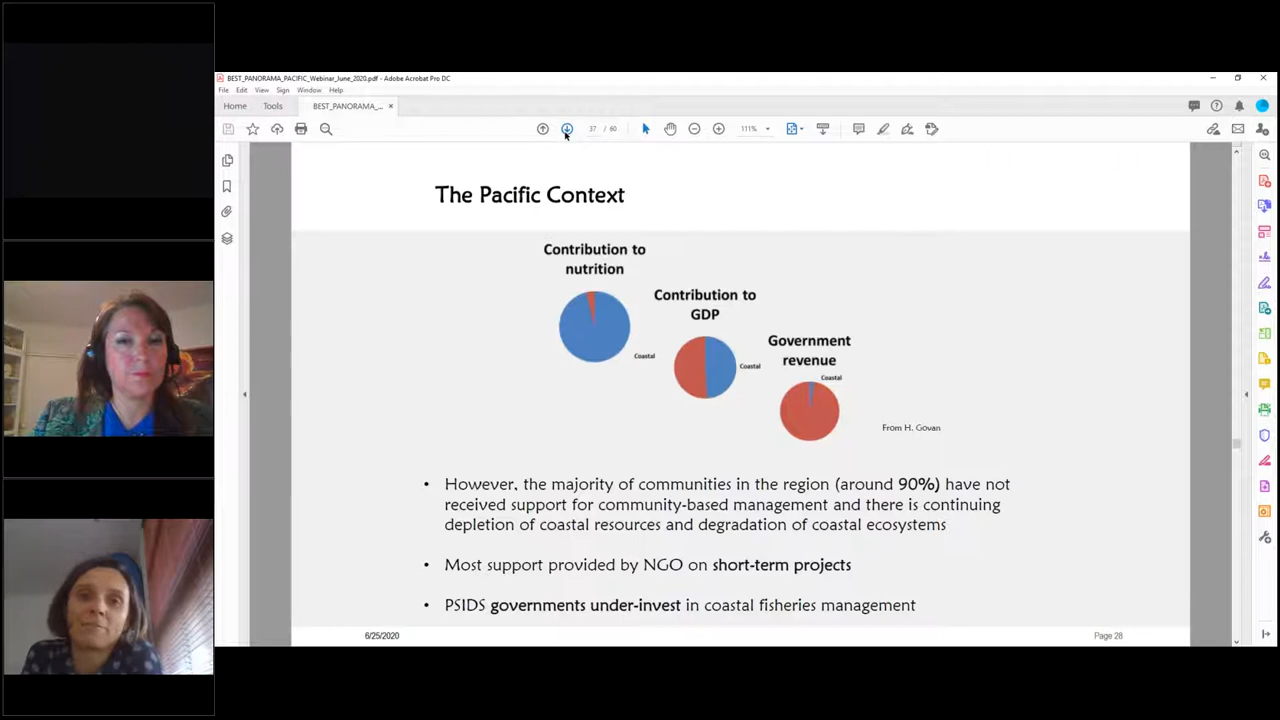 BEST_PANORAMA_PACIFIC_Webinar_June_2020.pdf - Adobe Acrobat Pro DC
File Edit View Sign Window Help
Home Tools BEST_PANORAMA_... ×
37 / 60 111%
The Pacific Context
Contribution to
nutrition
Coastal
Contribution to
GDP
Coastal
Government
revenue
Coastal
From H. Govan
• However, the majority of communities in the region (around 90%) have not
received support for community-based management and there is continuing
depletion of coastal resources and degradation of coastal ecosystems
• Most support provided by NGO on short-term projects
• PSIDS governments under-invest in coastal fisheries management
6/25/2020 Page 28